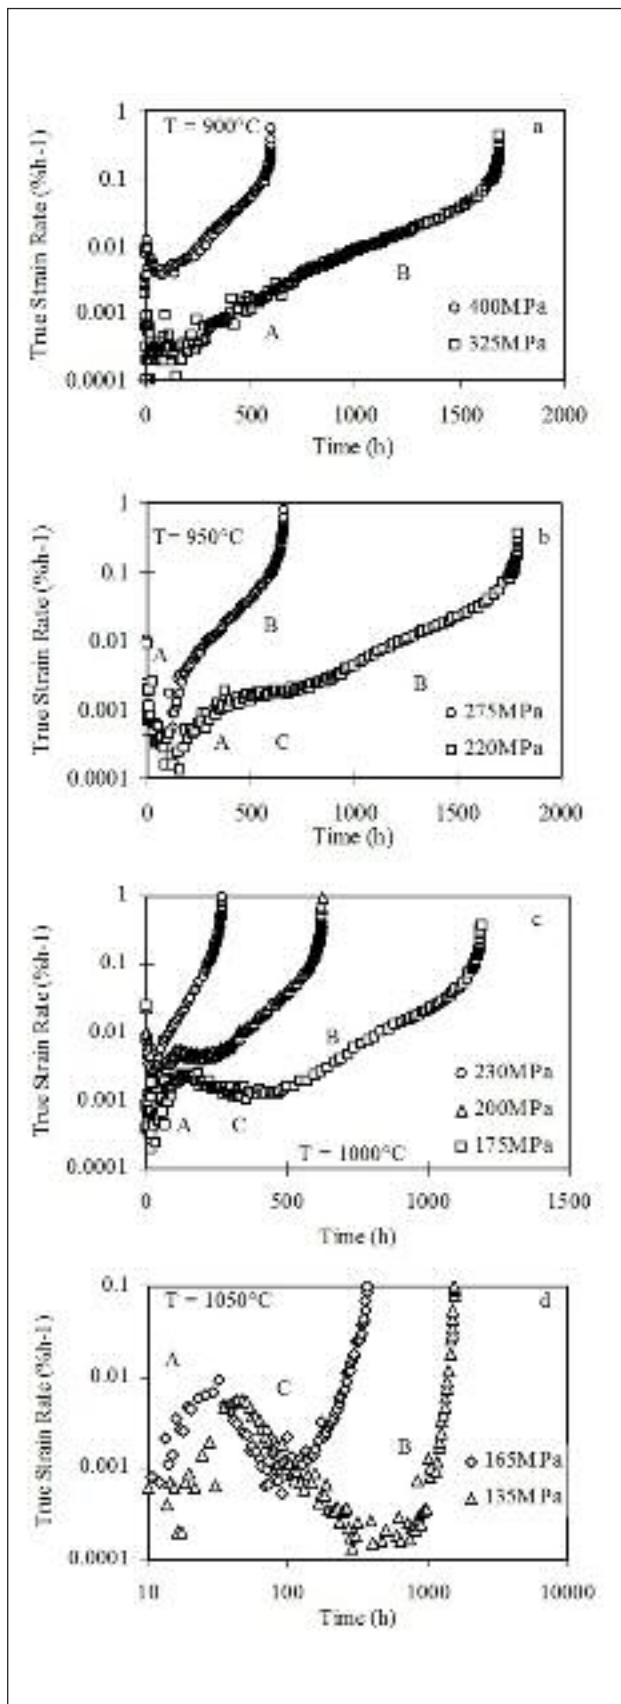 1
0.1
0.01
0.001
0.0001
True Strain Rate (%h-1)
T = 900°C
a
A
B
400MPa
325MPa
0 500 1000 1500 2000
Time (h)
1
0.1
0.01
0.001
0.0001
True Strain Rate (%h-1)
T= 950°C
b
A
B
B
A C
275MPa
220MPa
0 500 1000 1500 2000
Time (h)
1
0.1
0.01
0.001
0.0001
True Strain Rate (%h-1)
c
B
A C
230MPa
200MPa
175MPa
T = 1000°C
0 500 1000 1500
Time (h)
0.1
0.01
0.001
0.0001
True Strain Rate (%h-1)
T = 1050°C
d
A
C
B
165MPa
135MPa
10 100 1000 10000
Time (h)